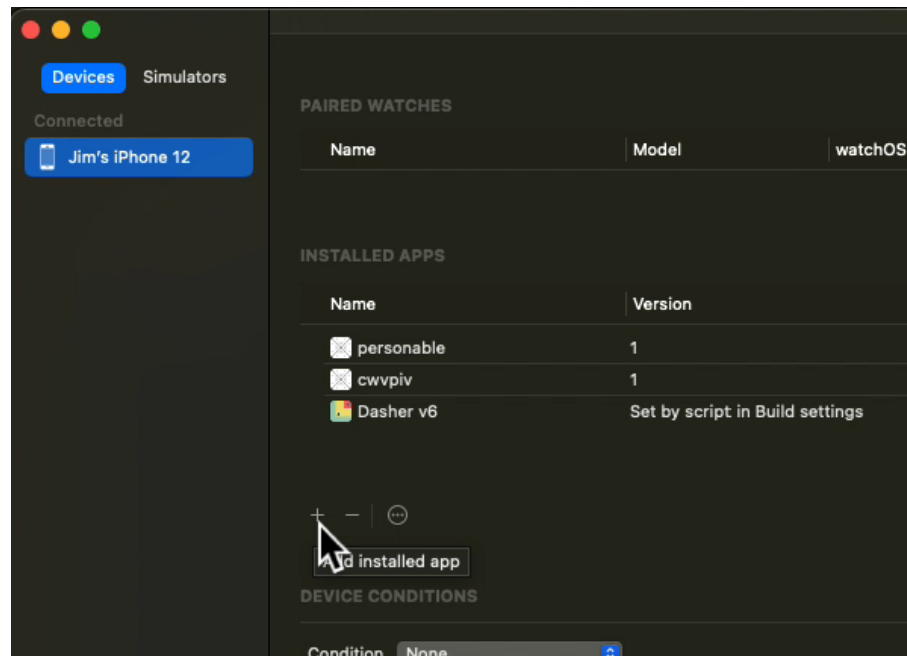 Devices Simulators
Connected
Jim's iPhone 12
PAIRED WATCHES
Name Model watchOS
INSTALLED APPS
Name Version
personable 1
cwvpiv 1
Dasher v6 Set by script in Build settings
Add installed app
DEVICE CONDITIONS
Condition None